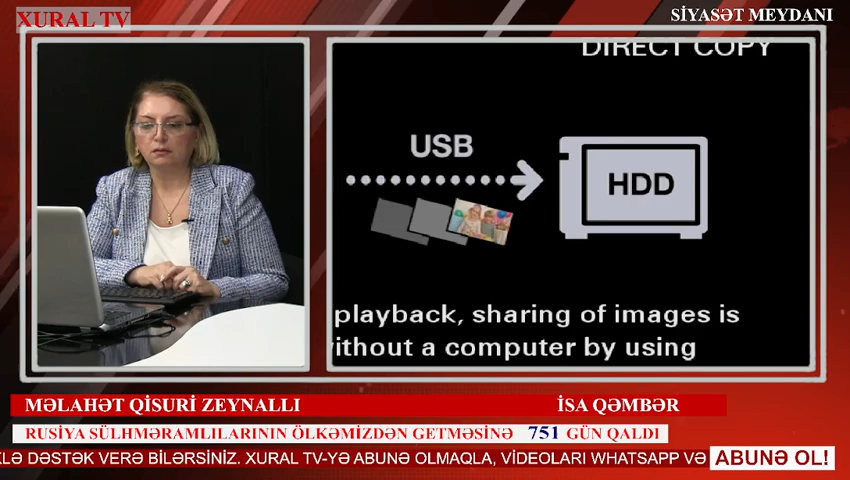 XURAL TV
SİYASƏT MEYDANI
DIRECT COPY
USB
HDD
playback, sharing of images is
without a computer by using
MƏLAHƏT QİSURİ ZEYNALLI
İSA QƏMBƏR
RUSİYA SÜLHMƏRAMLILARININ ÖLKƏMİZDƏN GETMƏSİNƏ 751 GÜN QALDI
KLƏ DƏSTƏK VERƏ BİLƏRSİNİZ. XURAL TV-YƏ ABUNƏ OLMAQLA, VİDEOLARI WHATSAPP VƏ
ABUNƏ OL!